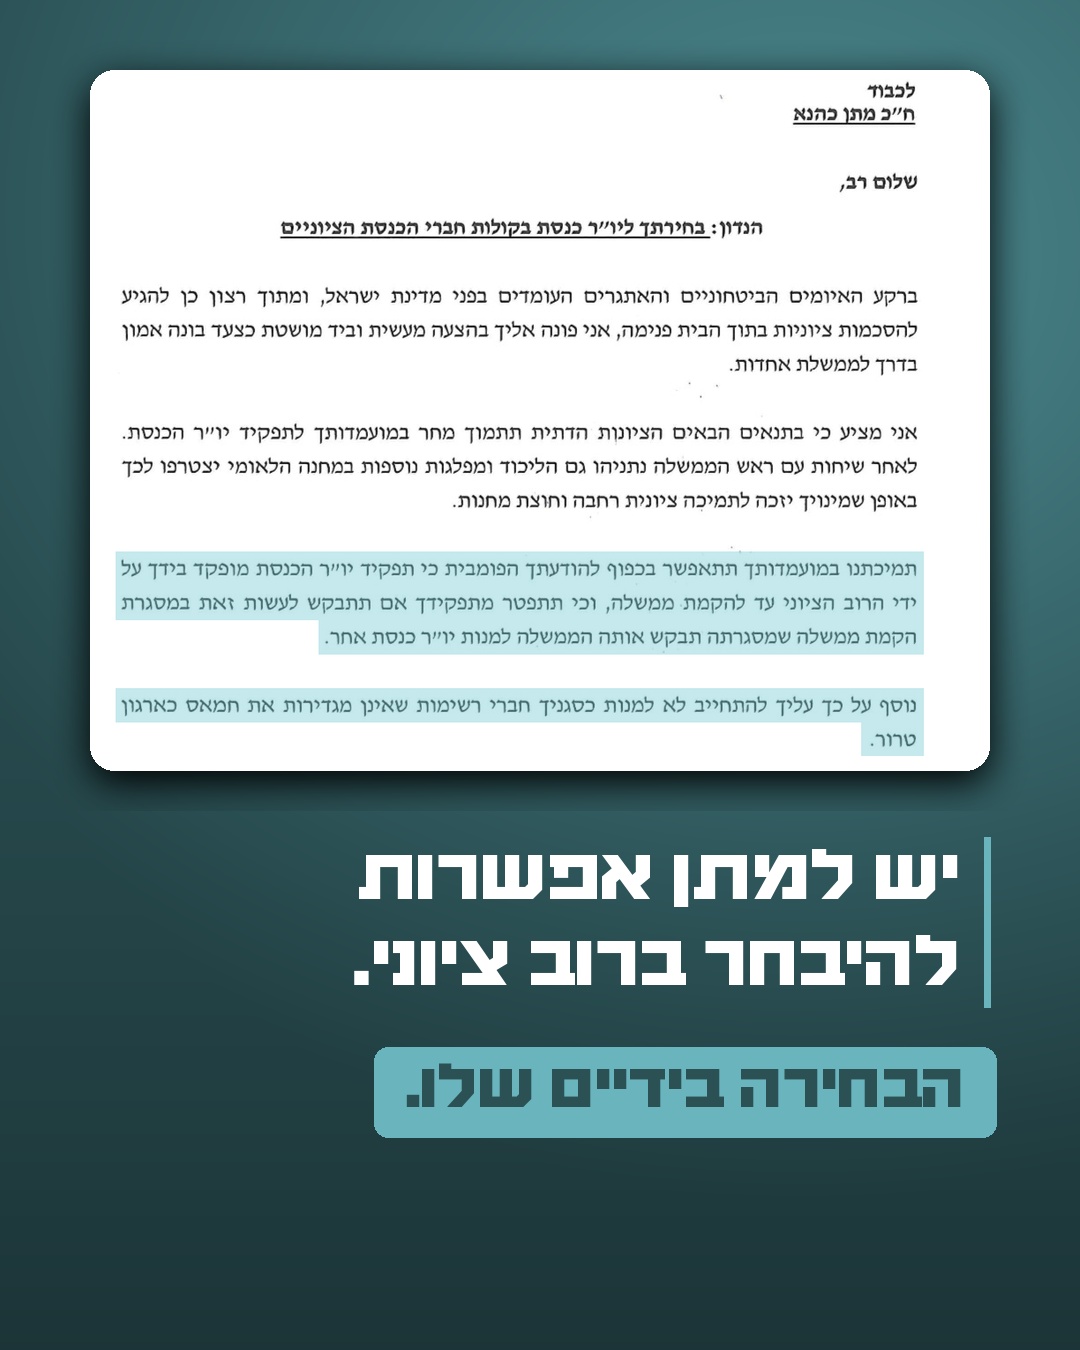 לכבוד
ח"כ מתן כהנא
שלום רב,
הנדון: בחירתך ליו"ר כנסת בקולות חברי הכנסת הציוניים
ברקע האיומים הביטחוניים והאתגרים העומדים בפני מדינת ישראל, ומתוך רצון כן להגיע
להסכמות ציוניות בתוך הבית פנימה, אני פונה אליך בהצעה מעשית וביד מושטת כצעד בונה אמון
בדרך לממשלת אחדות.
אני מציע כי בתנאים הבאים הציונות הדתית תתמוך מחר במועמדותך לתפקיד יו"ר הכנסת.
לאחר שיחות עם ראש הממשלה נתניהו גם הליכוד ומפלגות נוספות במחנה הלאומי יצטרפו לכך
באופן שמינויך יזכה לתמיכה ציונית רחבה וחוצת מחנות.
תמיכתנו במועמדותך תתאפשר בכפוף להודעתך הפומבית כי תפקיד יו"ר הכנסת מופקד בידך על
ידי הרוב הציוני עד להקמת ממשלה, וכי תתפטר מתפקידך אם תתבקש לעשות זאת במסגרת
הקמת ממשלה שמסגרתה תבקש אותה הממשלה למנות יו"ר כנסת אחר.
נוסף על כך עליך להתחייב לא למנות כסגניך חברי רשימות שאינן מגדירות את חמאס כארגון
טרור.
יש למתן אפשרות
להיבחר ברוב ציוני.
הבחירה בידיים שלו.